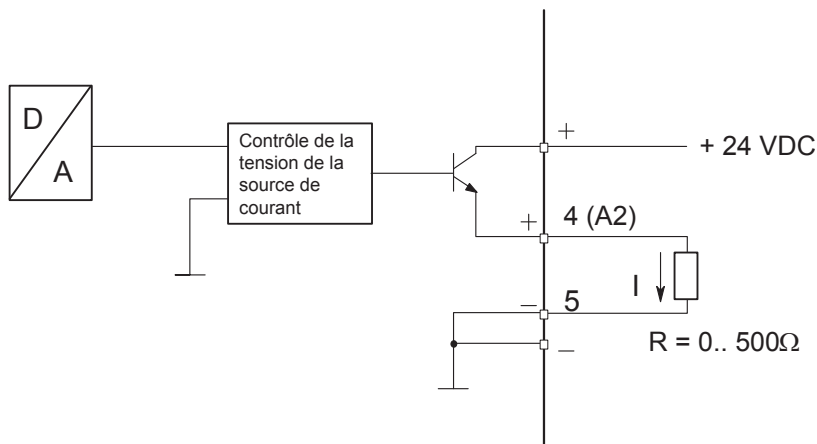 D
A
Contrôle de la
tension de la
source de
courant
+
+ 24 VDC
+
4 (A2)
I
–
5
–
R = 0.. 500Ω